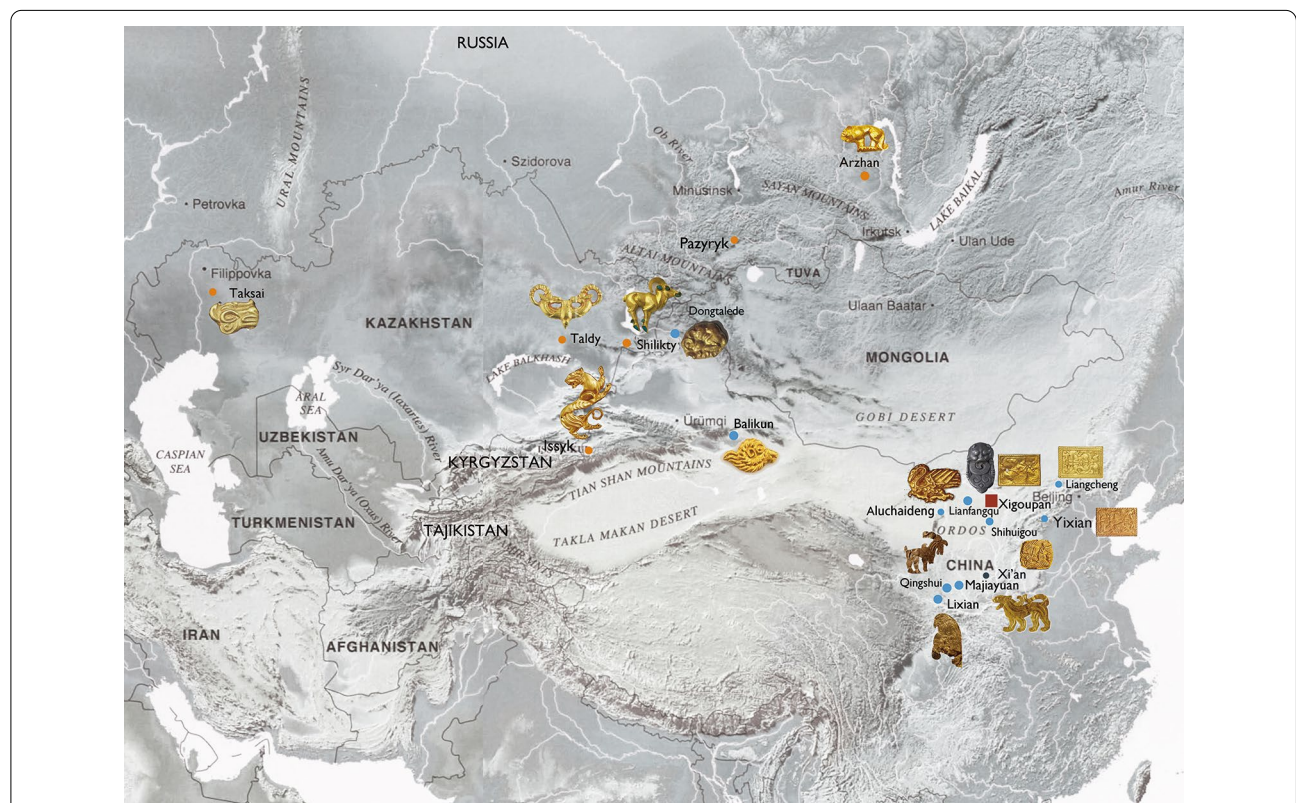 RUSSIA
URAL MOUNTAINS
Ob River
Szidorova
Arzhan
Minusinsk
SAYAN MOUNTAINS
LAKE BAIKAL
Amur River
Petrovka
Irkutsk
Ulan Ude
Pazyryk
ALTAI MOUNTAINS
TUVA
Filippovka
Taksai
Ulaan Baatar
Dongtalede
KAZAKHSTAN
Taldy
Shilikty
MONGOLIA
LAKE BALKHASH
Syr Dar'ya (Iaxartes) River
ARAL
SEA
GOBI DESERT
Ürümqi
Balikun
UZBEKISTAN
Issyk
CASPIAN
SEA
KYRGYZSTAN
TIAN SHAN MOUNTAINS
Amu Dar'ya (Oxus) River
Liangcheng
Beijing
Aluchaideng
Lianfangqu
Xigoupan
TURKMENISTAN
TAJIKISTAN
TAKLA MAKAN DESERT
ORDOS
Shihuigou
Yixian
CHINA
Xi'an
Qingshui
Majiayuan
Lixian
IRAN
AFGHANISTAN